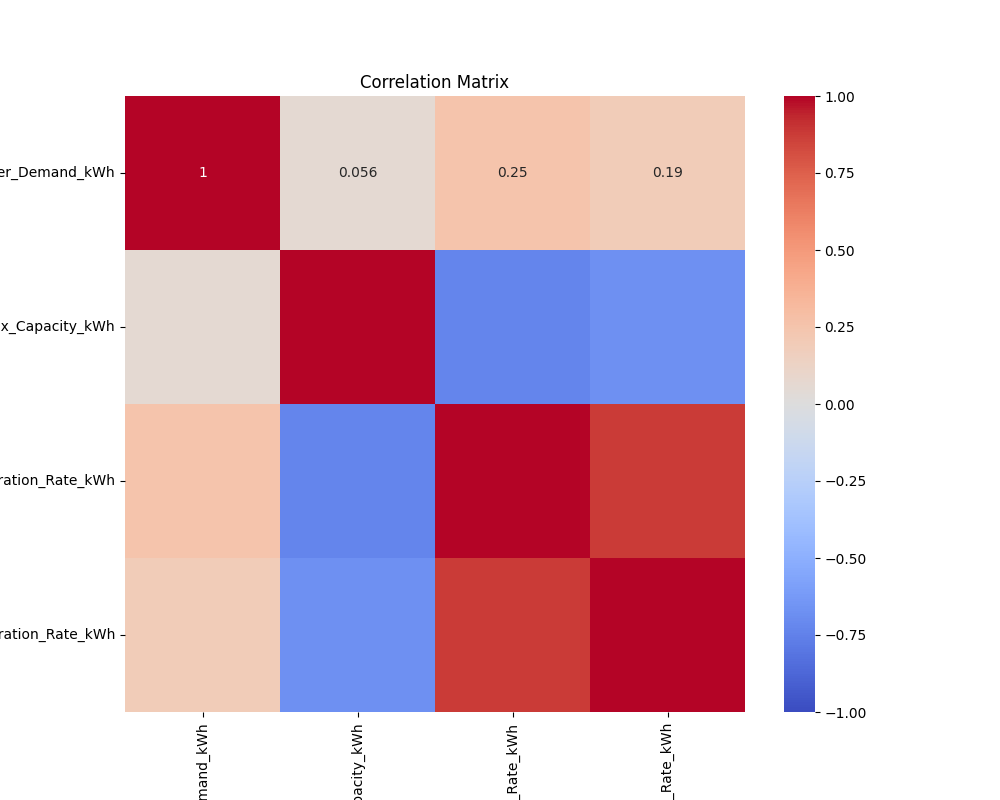 Correlation Matrix
er_Demand_kWh
1
0.056
0.25
0.19
x_Capacity_kWh
ration_Rate_kWh
ration_Rate_kWh
mand_kWh
pacity_kWh
_Rate_kWh
_Rate_kWh
1.00
0.75
0.50
0.25
0.00
−0.25
−0.50
−0.75
−1.00